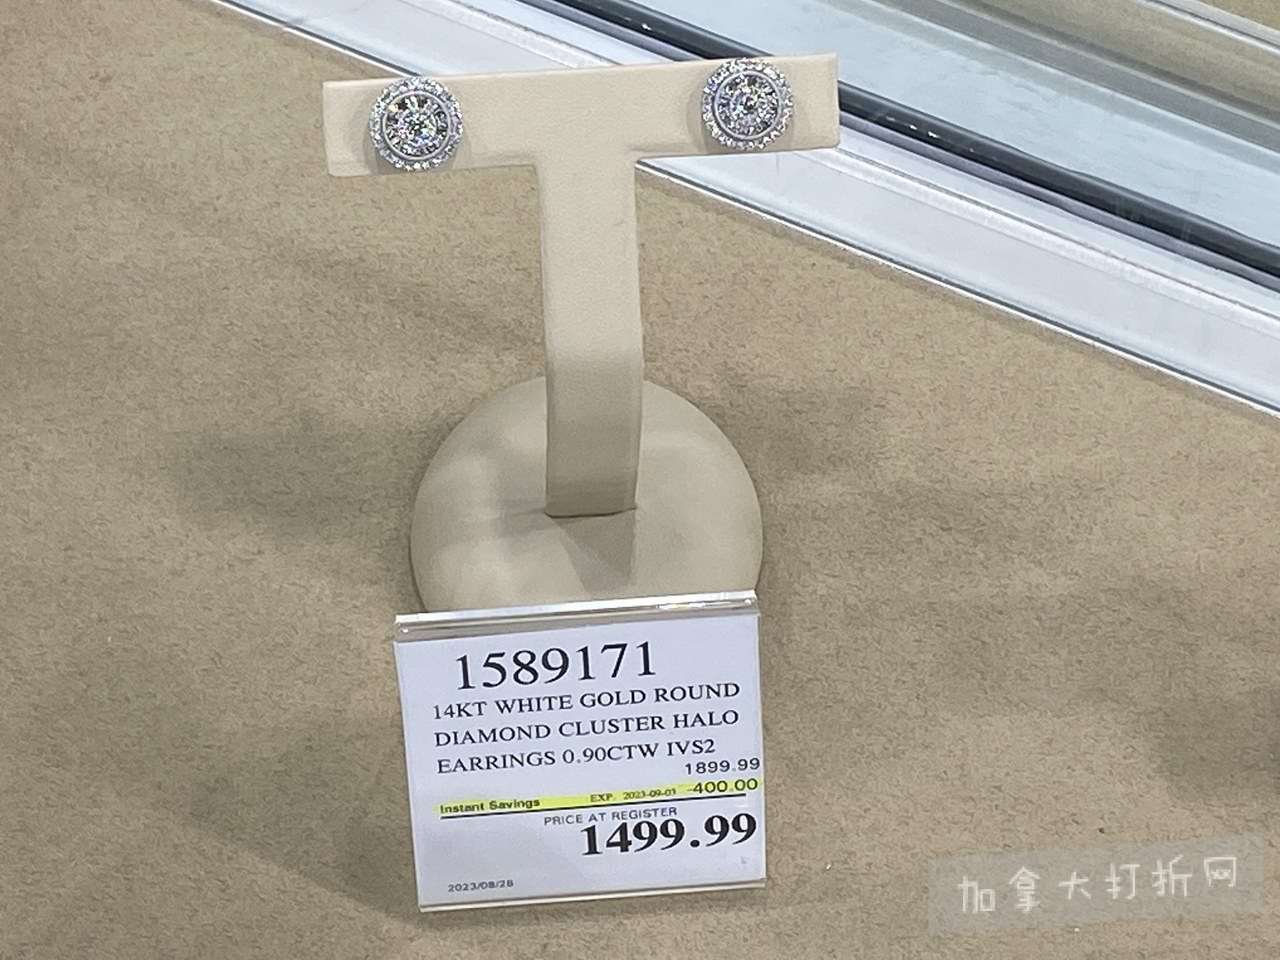 1589171
14KT WHITE GOLD ROUND
DIAMOND CLUSTER HALO
EARRINGS 0.90CTW IVS2
1899.99
Instant Savings EXP. 2023-09-03 -400.00
PRICE AT REGISTER
1499.99
2023/08/28
加拿大打折网